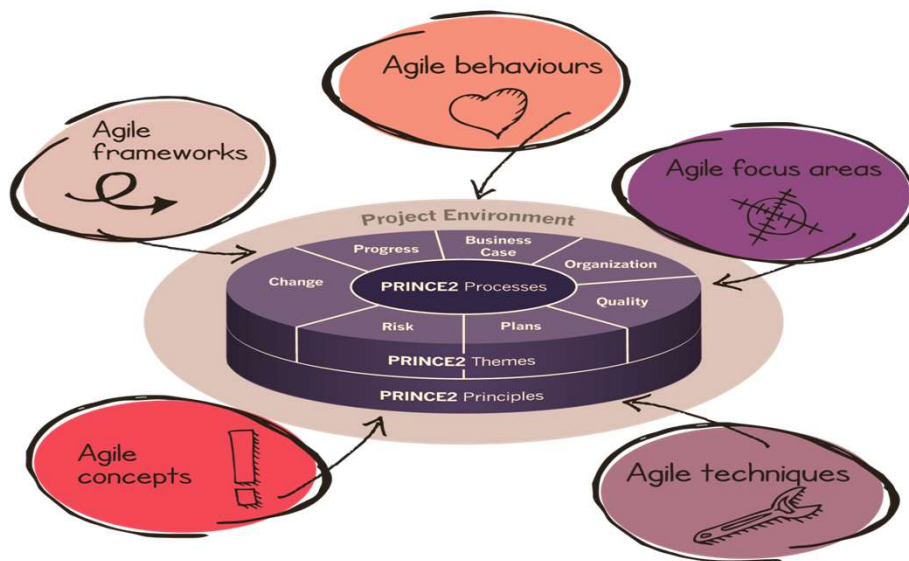 Agile behaviours
Agile
frameworks
Agile focus areas
Project Environment
Progress
Business
Case
Organization
Change
PRINCE2 Processes
Quality
Risk
Plans
PRINCE2 Themes
PRINCE2 Principles
Agile
concepts
Agile techniques